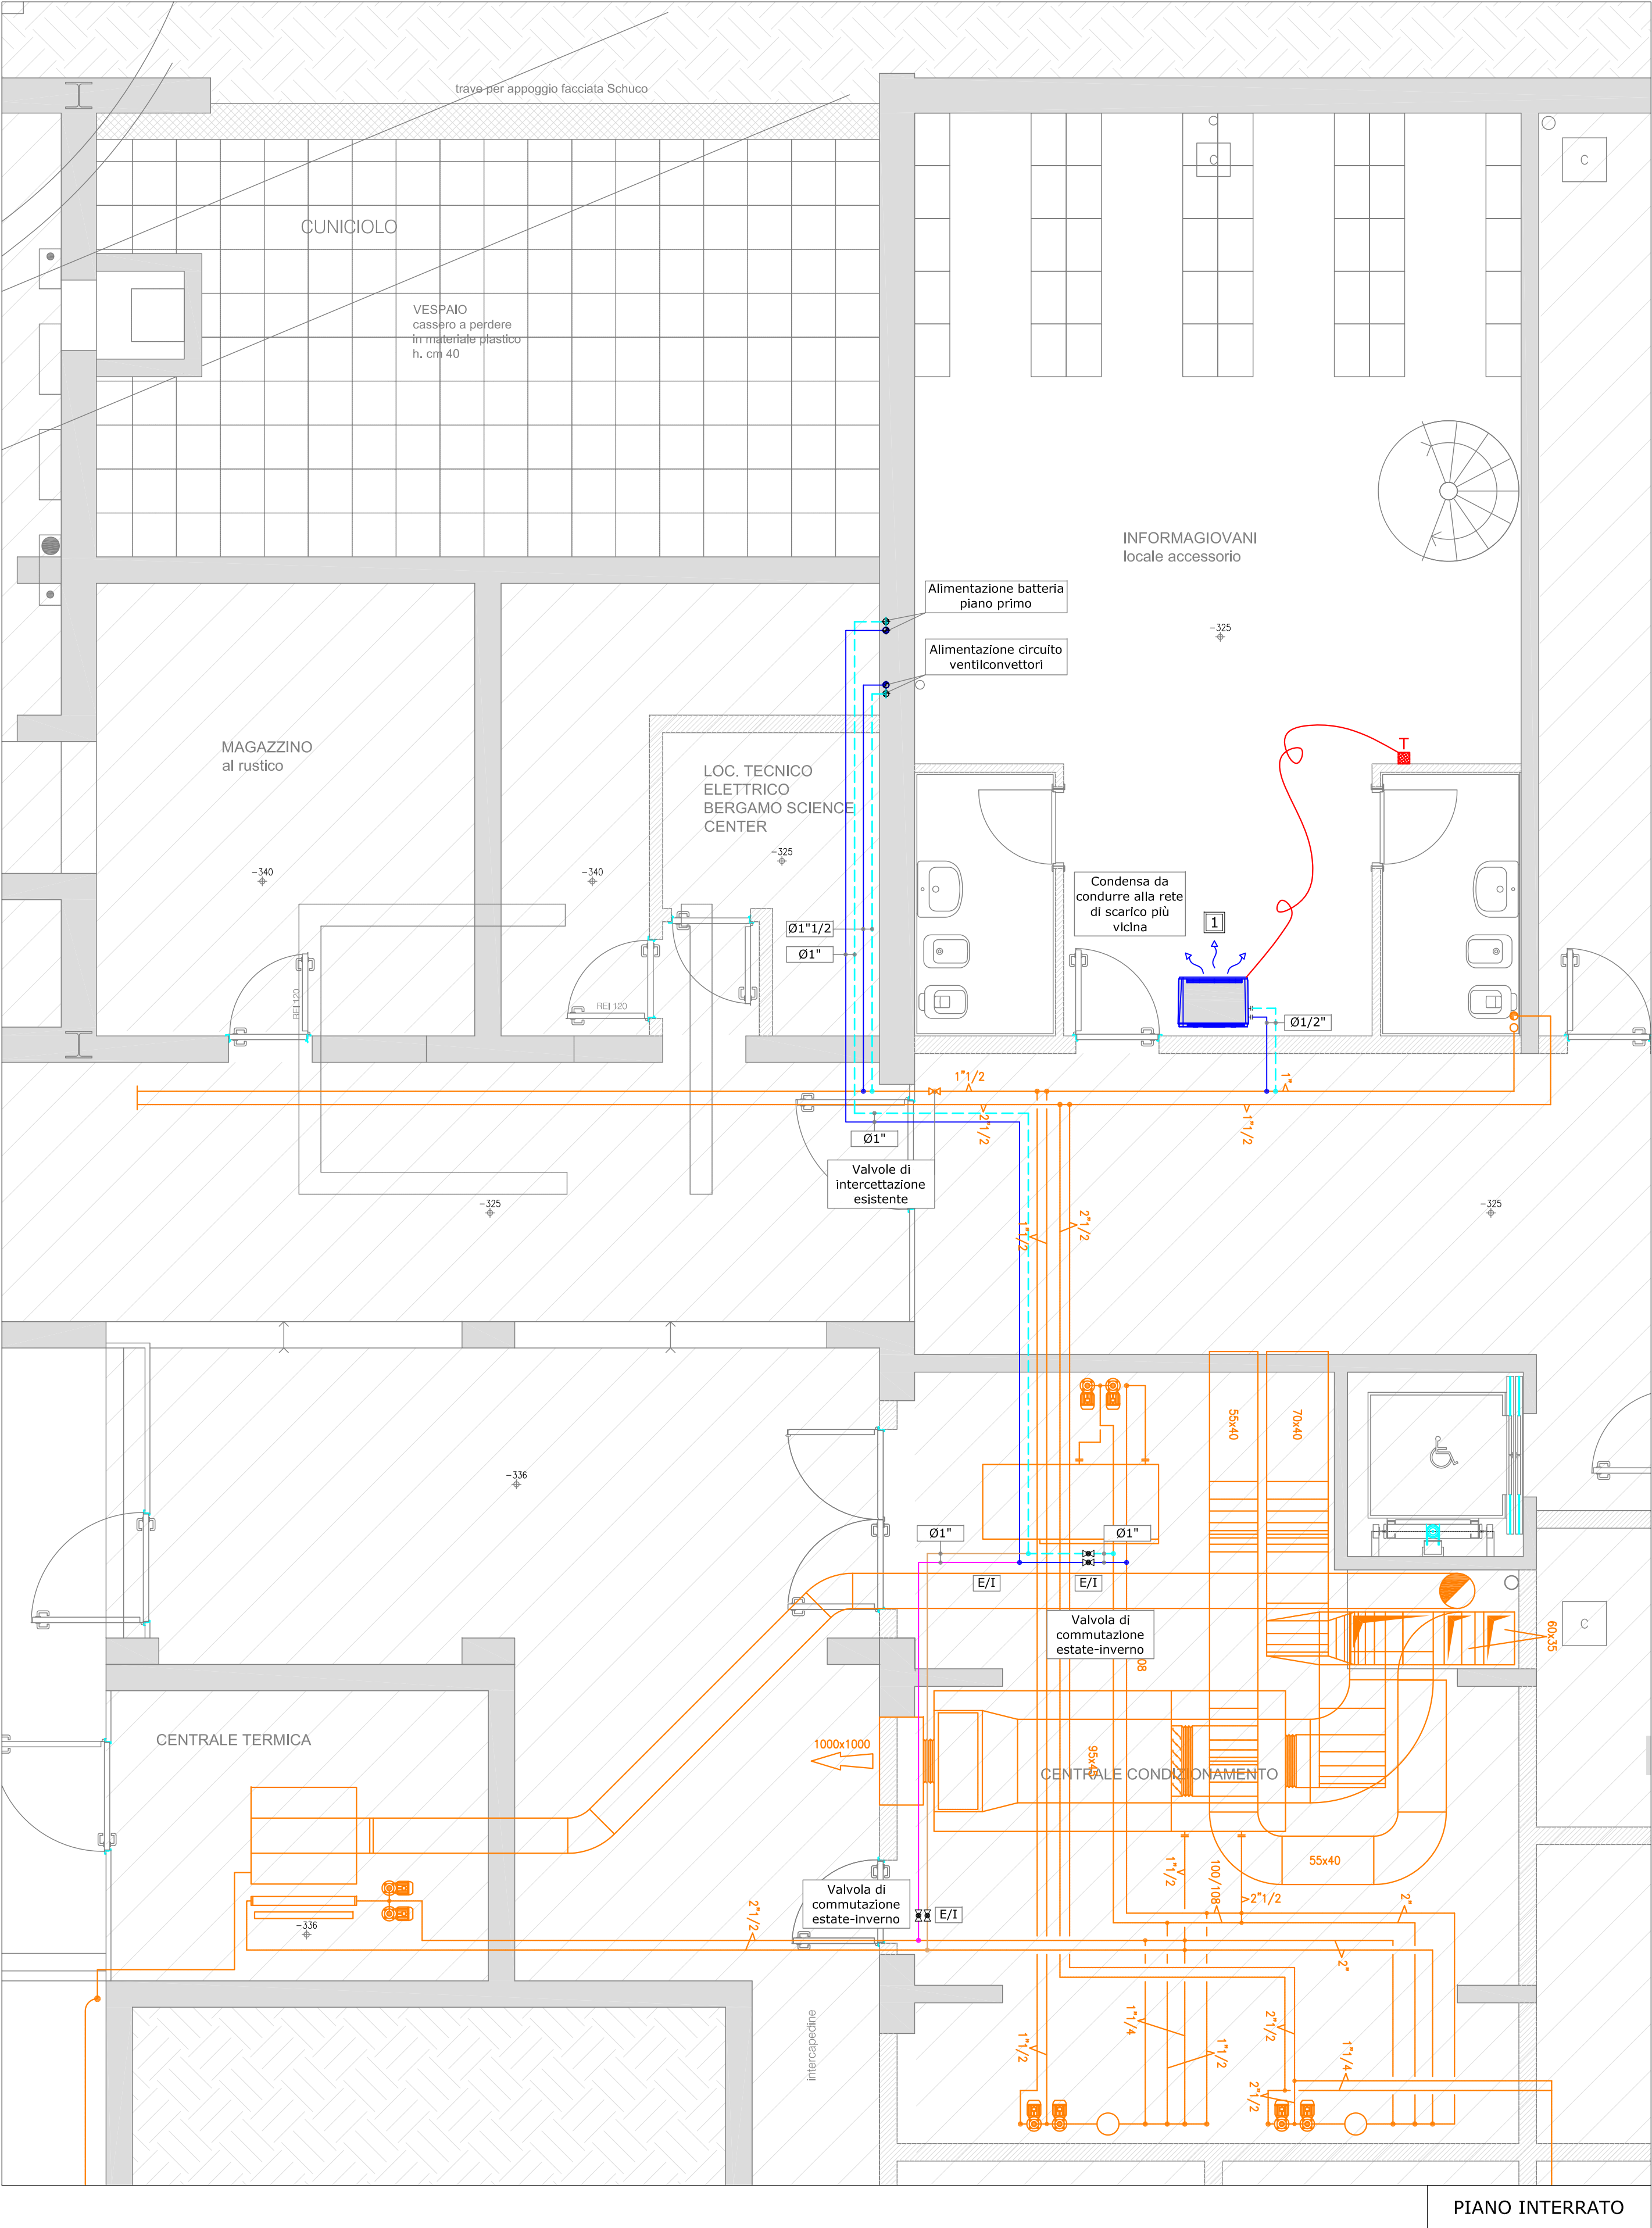 trave per appoggio facciata Schuco
C
C
CUNICIOLO
VESPAIO
cassero a perdere
in materiale plastico
h. cm 40
INFORMAGIOVANI
locale accessorio
Alimentazione batteria
piano primo
-325
Alimentazione circuito
ventilconvettori
MAGAZZINO
al rustico
T
LOC. TECNICO
ELETTRICO
BERGAMO SCIENCE
CENTER
-325
-340
-340
Condensa da
condurre alla rete
di scarico più
vicina
1
Ø1"1/2
Ø1"
REI 120
REI 120
Ø1/2"
1"1/2
1"
2"1/2
1"1/2
Ø1"
Valvole di
intercettazione
esistente
-325
1"1/2
2"1/2
-325
55x40
70x40
-336
Ø1"
Ø1"
E/I
E/I
Valvola di
commutazione
estate-inverno
08
60x35
C
CENTRALE TERMICA
1000x1000
95x45
CENTRALE CONDIZIONAMENTO
55x40
1"1/2
100/108
2"1/2
2"
Valvola di
commutazione
estate-inverno
E/I
2"1/2
-336
2"
intercapedine
1"1/2
1"1/4
1"1/2
2"1/2
1"1/4
2"1/2
PIANO INTERRATO